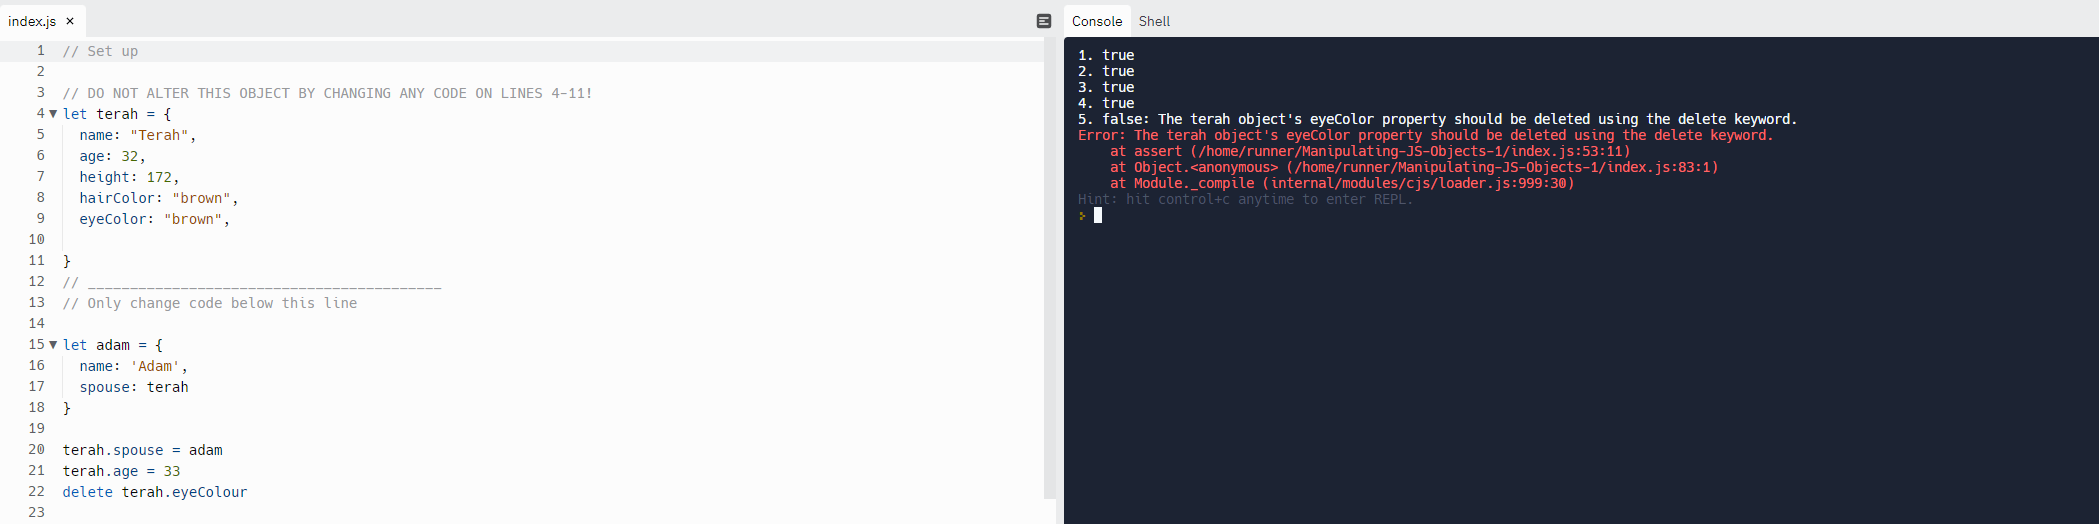 index.js ×
1 // Set up
2
3 // DO NOT ALTER THIS OBJECT BY CHANGING ANY CODE ON LINES 4-11!
4 let terah = {
5 name: "Terah",
6 age: 32,
7 height: 172,
8 hairColor: "brown",
9 eyeColor: "brown",
10
11 }
12 // __________________________________________
13 // Only change code below this line
14
15 let adam = {
16 name: 'Adam',
17 spouse: terah
18 }
19
20 terah.spouse = adam
21 terah.age = 33
22 delete terah.eyeColour
23
Console Shell
1. true
2. true
3. true
4. true
5. false: The terah object's eyeColor property should be deleted using the delete keyword.
Error: The terah object's eyeColor property should be deleted using the delete keyword.
at assert (/home/runner/Manipulating-JS-Objects-1/index.js:53:11)
at Object.<anonymous> (/home/runner/Manipulating-JS-Objects-1/index.js:83:1)
at Module._compile (internal/modules/cjs/loader.js:999:30)
Hint: hit control+c anytime to enter REPL.